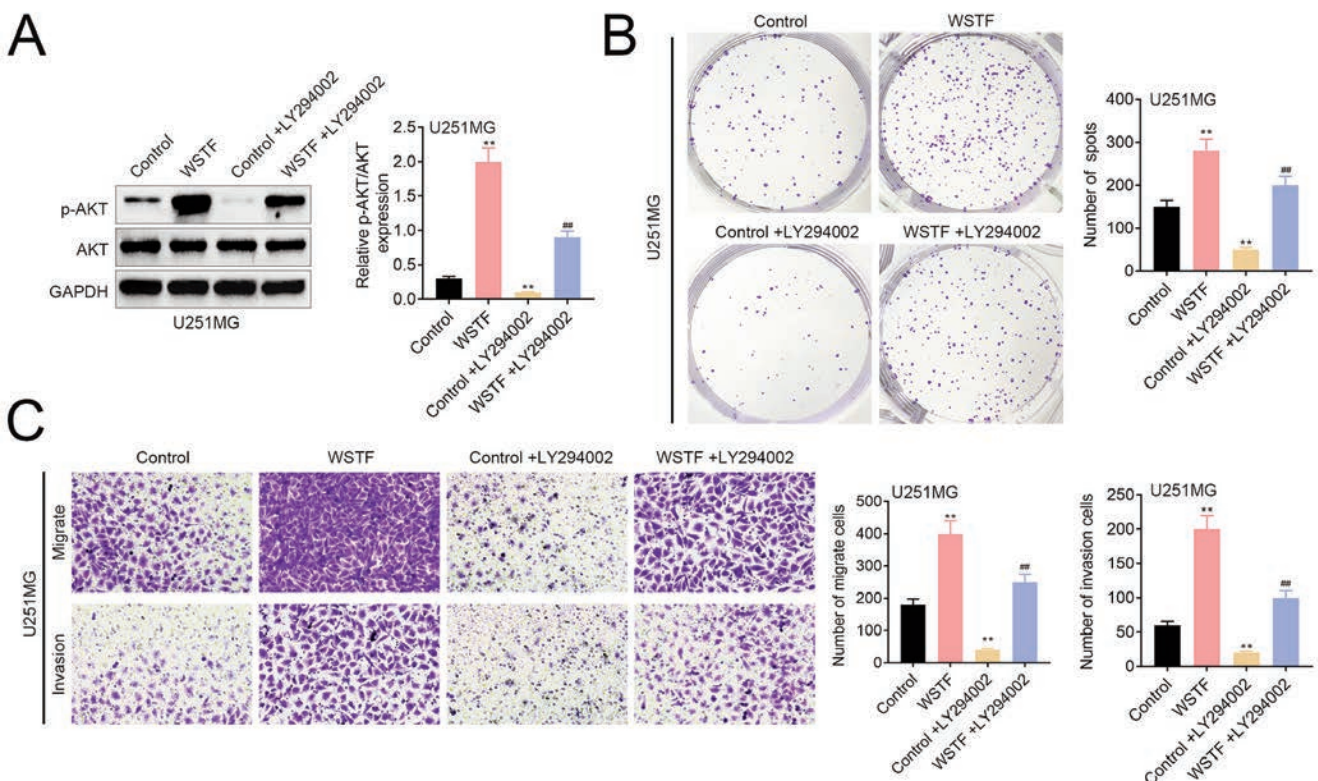 A
Control
WSTF
Control +LY294002
WSTF +LY294002
p-AKT
AKT
GAPDH
U251MG
Relative p-AKT/AKT
expression
2.5
2.0
1.5
1.0
0.5
0.0
U251MG
**
**
##
Control
WSTF
Control +LY294002
WSTF +LY294002
B
U251MG
Control
WSTF
Control +LY294002
WSTF +LY294002
Number of spots
400
300
200
100
0
U251MG
**
**
##
Control
WSTF
Control +LY294002
WSTF +LY294002
C
U251MG
Control
WSTF
Control +LY294002
WSTF +LY294002
Migrate
Invasion
Number of migrate cells
500
400
300
200
100
0
U251MG
**
**
##
Control
WSTF
Control +LY294002
WSTF +LY294002
Number of invasion cells
250
200
150
100
50
0
U251MG
**
**
##
Control
WSTF
Control +LY294002
WSTF +LY294002